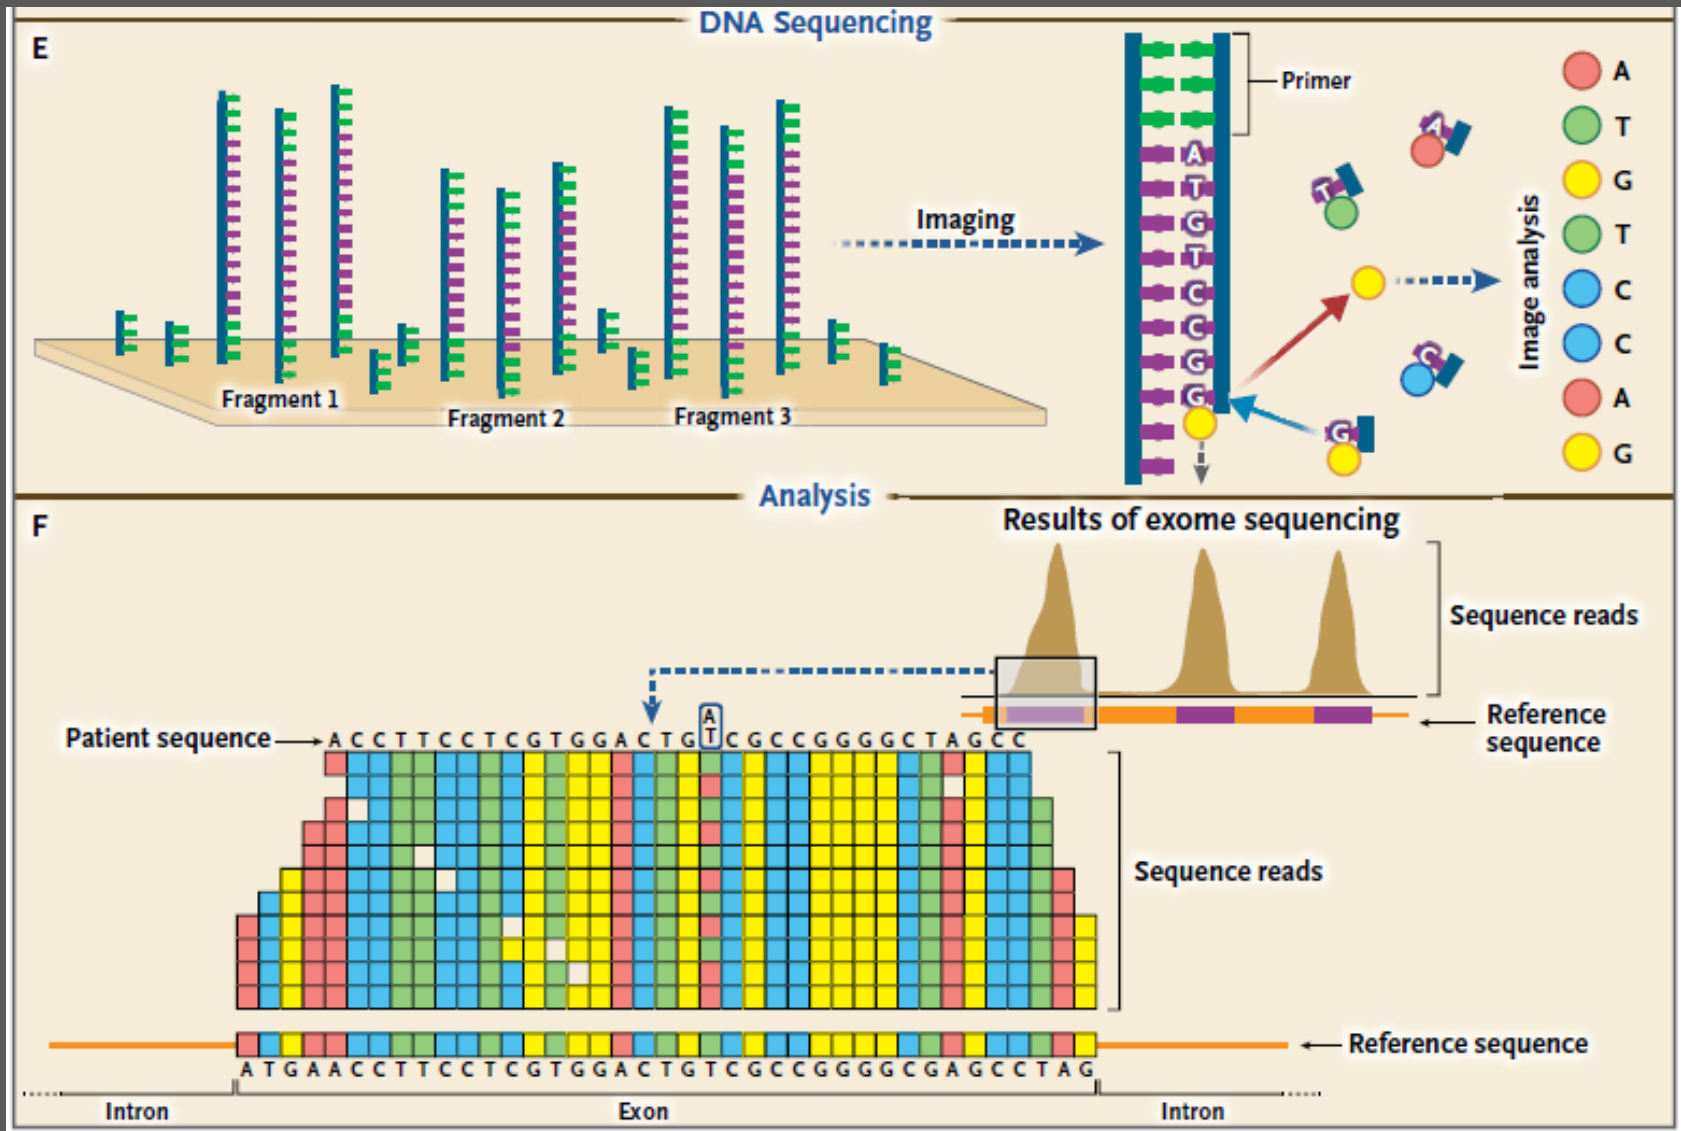 DNA Sequencing
E
Primer
A
T
G
T
C
C
G
G
A
T
C
G
Imaging
Image analysis
A
T
G
T
C
C
A
G
Fragment 1
Fragment 2
Fragment 3
Analysis
F
Results of exome sequencing
Sequence reads
Reference
sequence
A
Patient sequence
A C C T T C C T C G T G G A C T G T C G C C G G G G C T A G C C
Sequence reads
Reference sequence
A T G A A C C T T C C T C G T G G A C T G T C G C C G G G G C G A G C C T A G
Intron
Exon
Intron